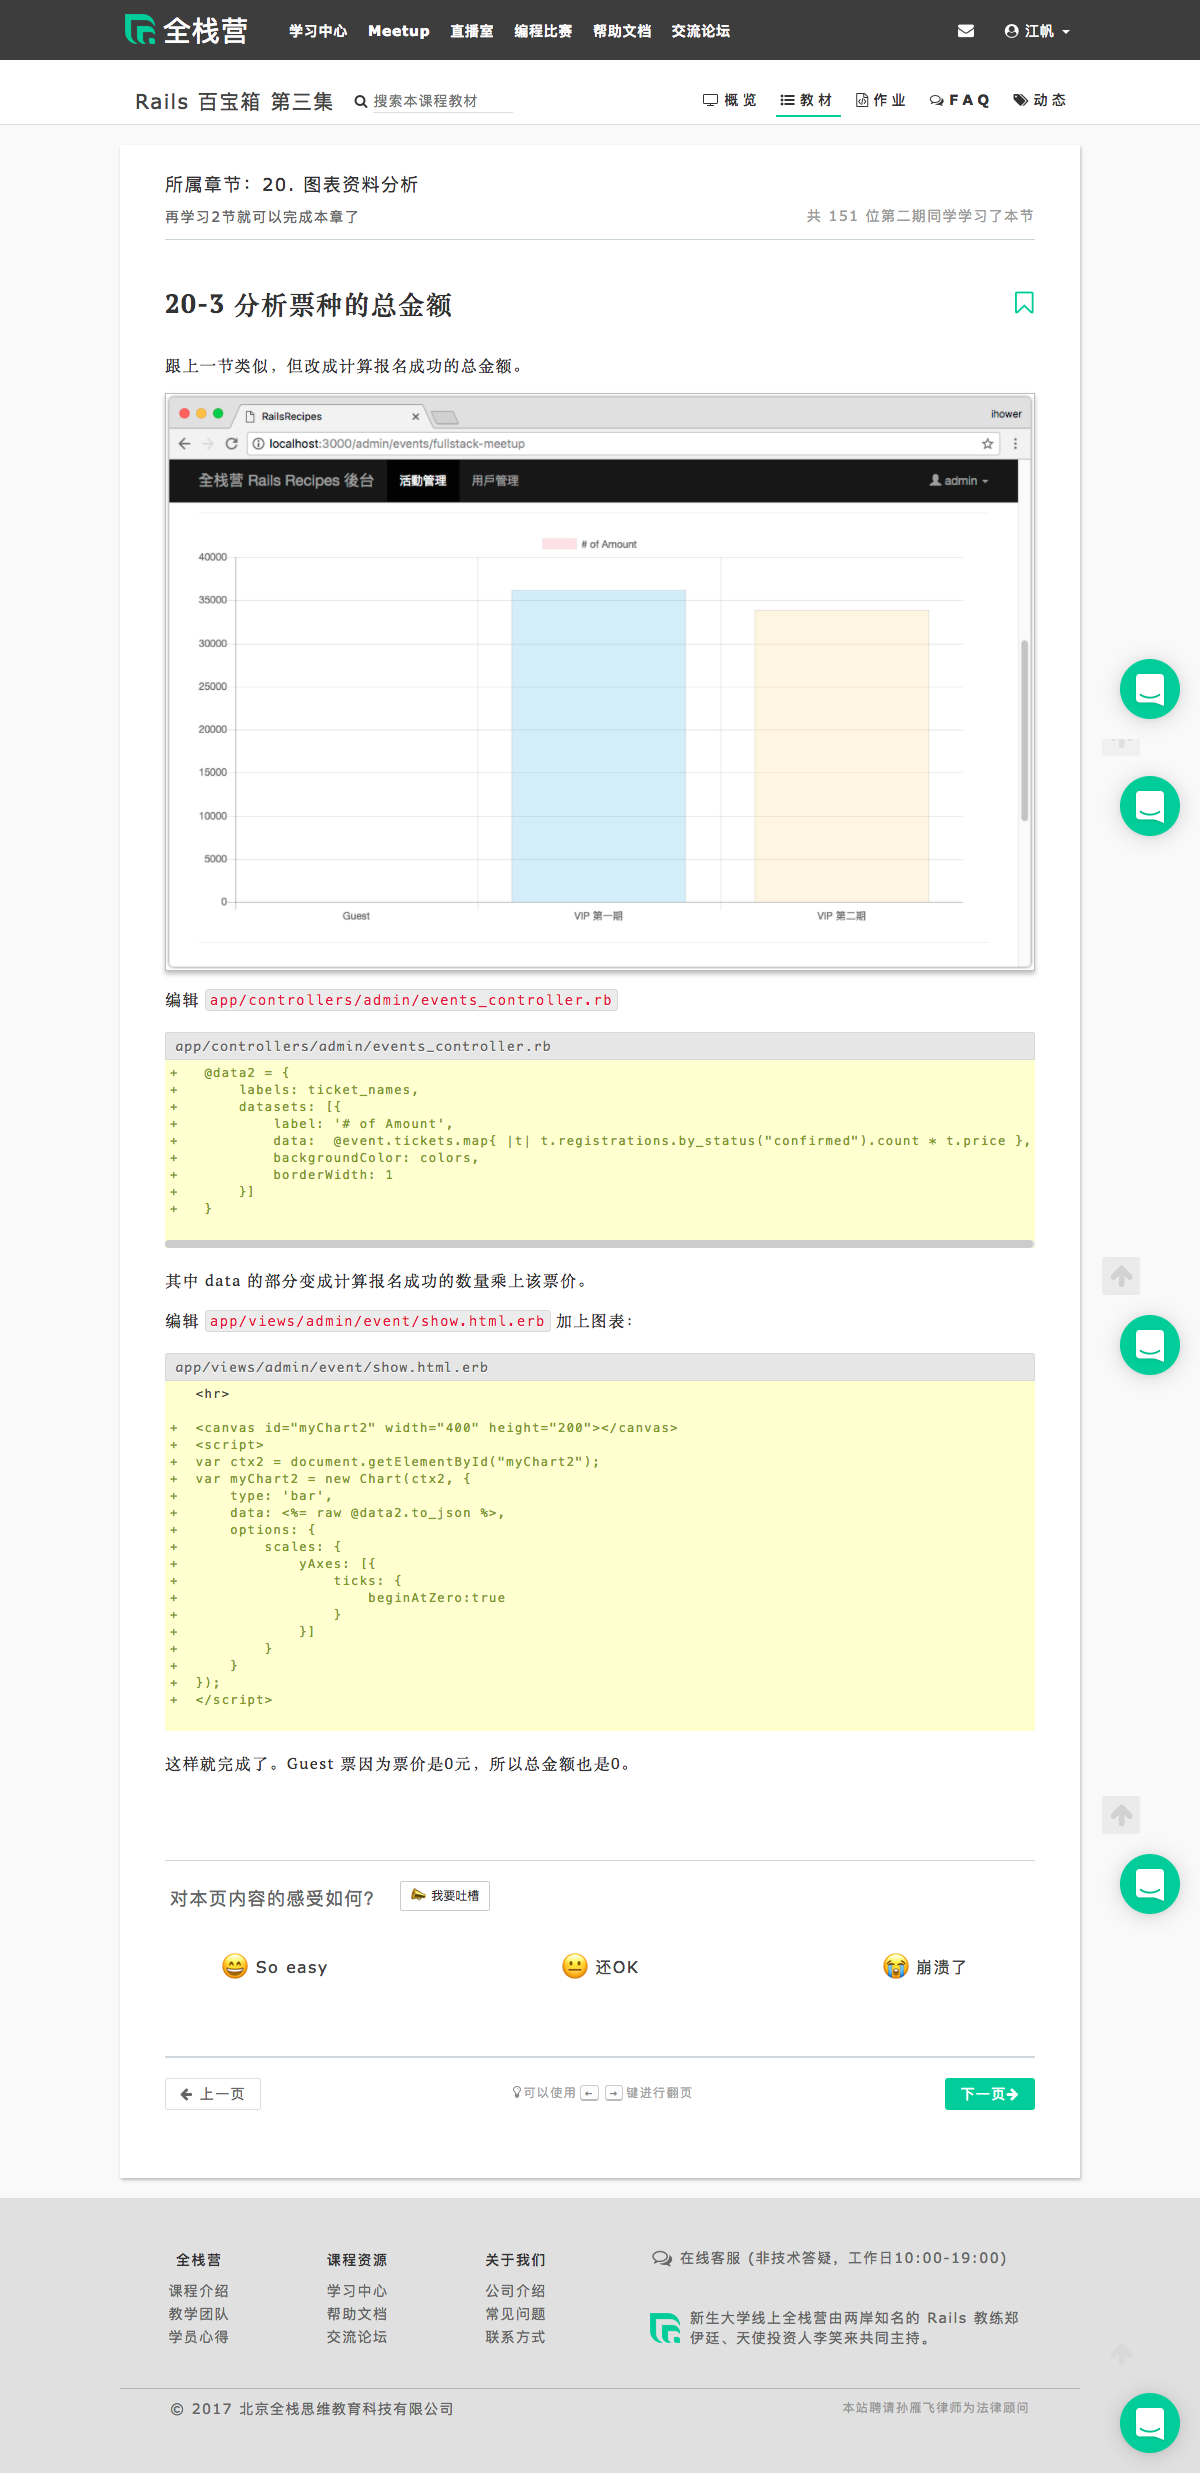 全栈营 学习中心 Meetup 直播室 编程比赛 帮助文档 交流论坛 江帆
Rails 百宝箱 第三集 搜索本课程教材 概览 教材 作业 FAQ 动态
所属章节：20. 图表资料分析
再学习2节就可以完成本章了 共 151 位第二期同学学习了本节
20-3 分析票种的总金额
跟上一节类似，但改成计算报名成功的总金额。
RailsRecipes ihower
localhost:3000/admin/events/fullstack-meetup
全栈营 Rails Recipes 後台 活動管理 用戶管理 admin
# of Amount
40000
35000
30000
25000
20000
15000
10000
5000
0
Guest VIP 第一期 VIP 第二期
编辑 app/controllers/admin/events_controller.rb
app/controllers/admin/events_controller.rb
+   @data2 = {
+       labels: ticket_names,
+       datasets: [{
+           label: '# of Amount',
+           data:  @event.tickets.map{ |t| t.registrations.by_status("confirmed").count * t.price },
+           backgroundColor: colors,
+           borderWidth: 1
+       }]
+   }
其中 data 的部分变成计算报名成功的数量乘上该票价。
编辑 app/views/admin/event/show.html.erb 加上图表：
app/views/admin/event/show.html.erb
   <hr>
+  <canvas id="myChart2" width="400" height="200"></canvas>
+  <script>
+  var ctx2 = document.getElementById("myChart2");
+  var myChart2 = new Chart(ctx2, {
+      type: 'bar',
+      data: <%= raw @data2.to_json %>,
+      options: {
+          scales: {
+              yAxes: [{
+                  ticks: {
+                      beginAtZero:true
+                  }
+              }]
+          }
+      }
+  });
+  </script>
这样就完成了。Guest 票因为票价是0元，所以总金额也是0。
对本页内容的感受如何? 我要吐槽
So easy 还OK 崩溃了
上一页 可以使用 ← → 键进行翻页 下一页
全栈营 课程资源 关于我们 在线客服 (非技术答疑，工作日10:00-19:00)
课程介绍 学习中心 公司介绍
教学团队 帮助文档 常见问题 新生大学线上全栈营由两岸知名的 Rails 教练郑
学员心得 交流论坛 联系方式 伊廷、天使投资人李笑来共同主持。
© 2017 北京全栈思维教育科技有限公司 本站聘请孙雁飞律师为法律顾问